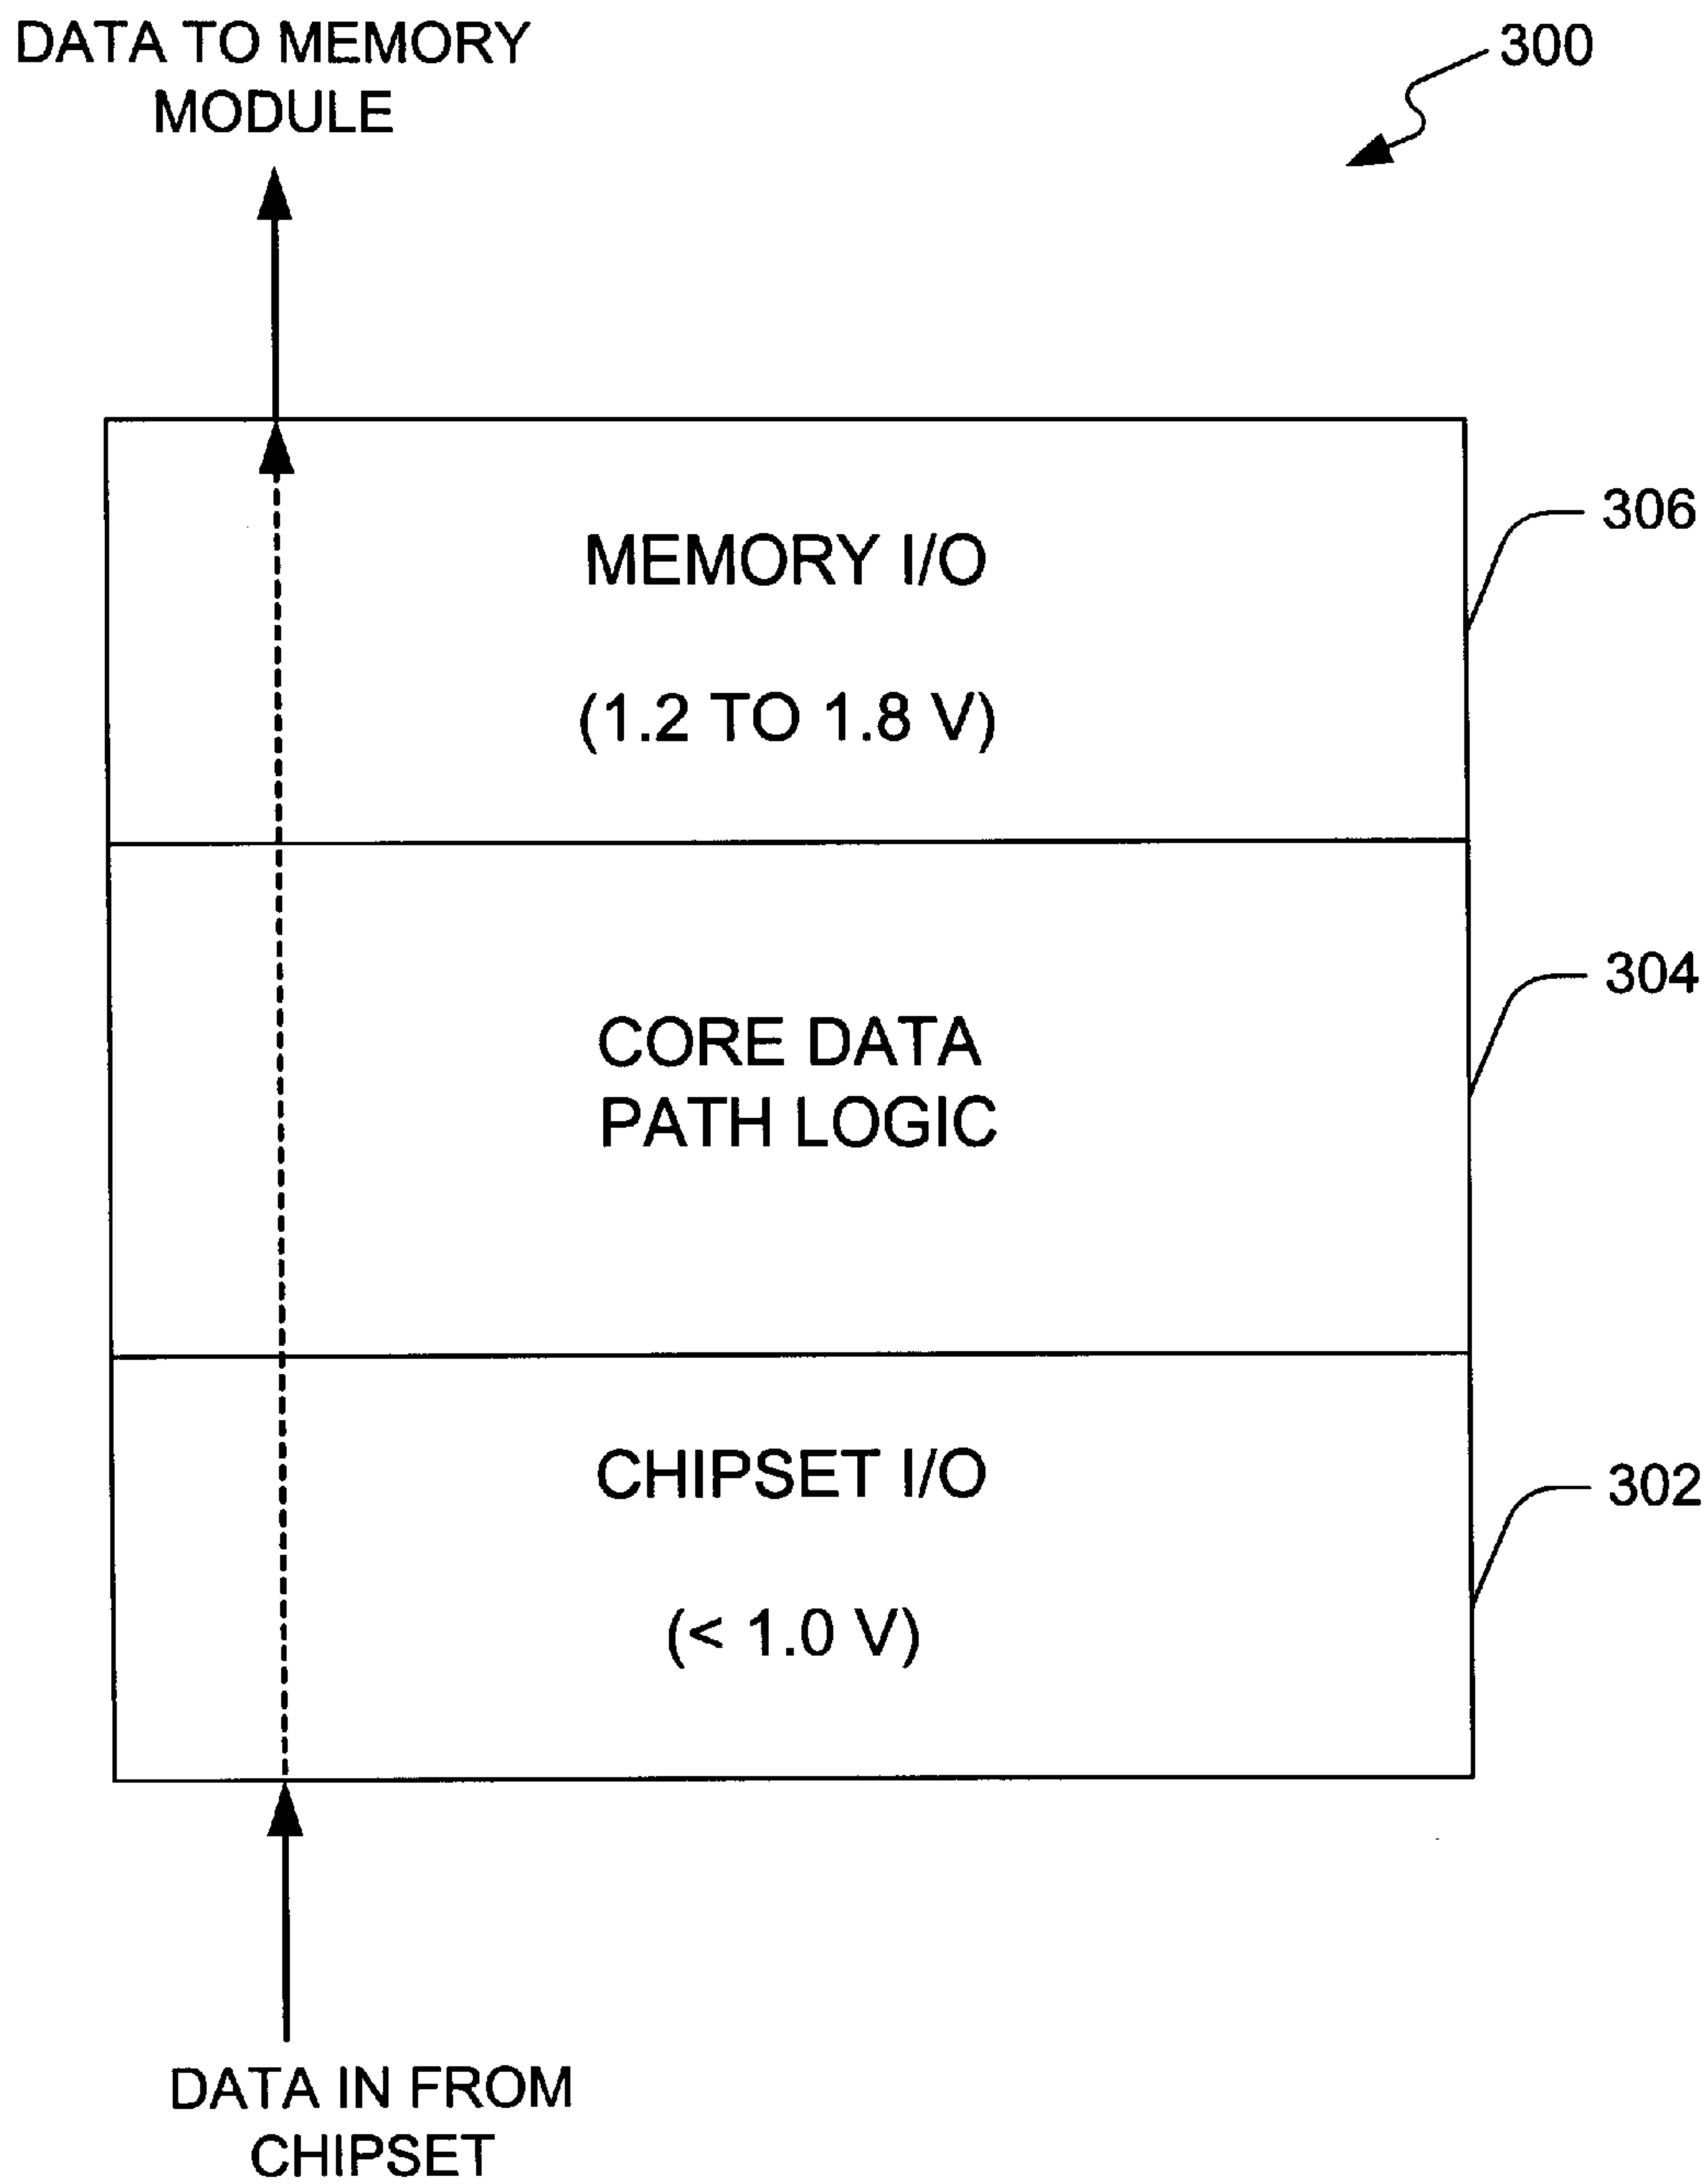 DATA TO MEMORY
MODULE
300
MEMORY I/O
306
(1.2 TO 1.8 V)
304
CORE DATA
PATH LOGIC
CHIPSET I/O
302
(< 1.0 V)
DATA IN FROM
CHIPSET